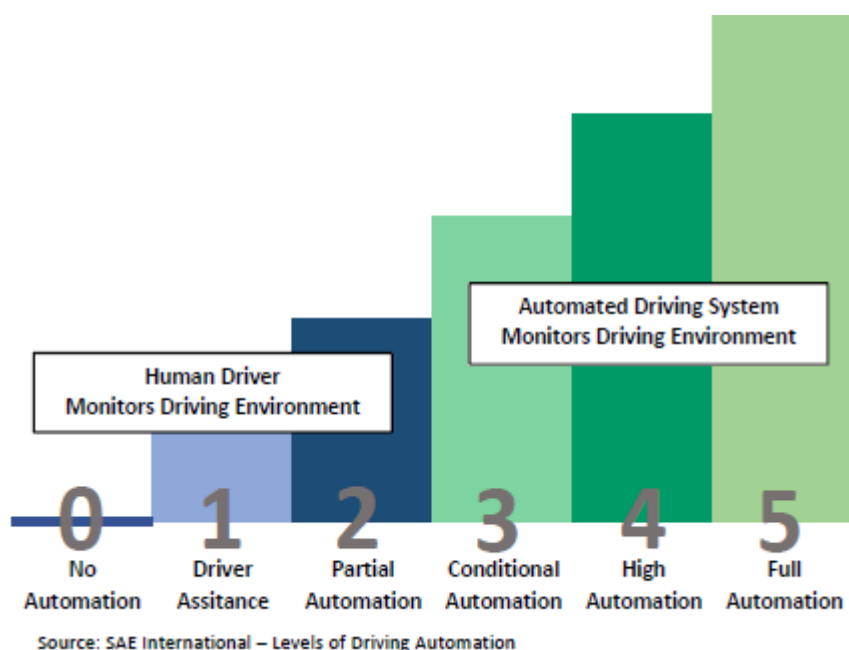 Automated Driving System
Monitors Driving Environment
Human Driver
Monitors Driving Environment
0 1 2 3 4 5
No Driver Partial Conditional High Full
Automation Assitance Automation Automation Automation Automation
Source: SAE International – Levels of Driving Automation